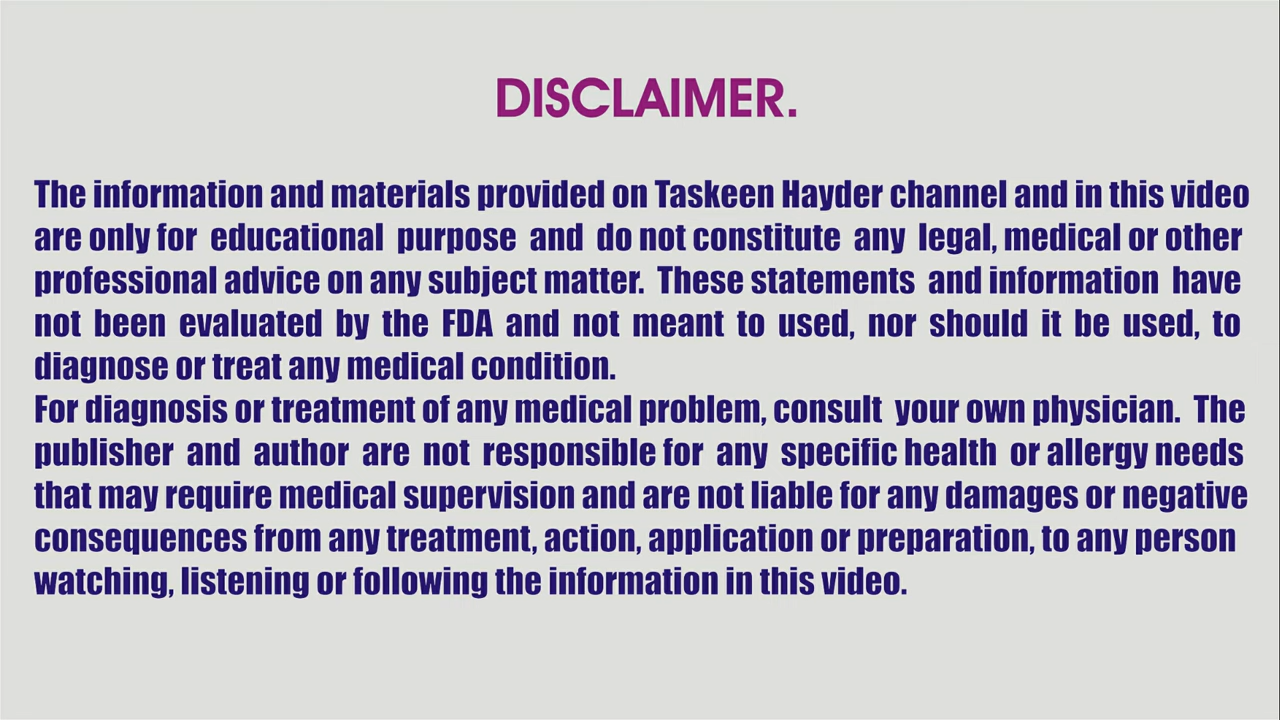 DISCLAIMER.
The information and materials provided on Taskeen Hayder channel and in this video
are only for educational purpose and do not constitute any legal, medical or other
professional advice on any subject matter. These statements and information have
not been evaluated by the FDA and not meant to used, nor should it be used, to
diagnose or treat any medical condition.
For diagnosis or treatment of any medical problem, consult your own physician. The
publisher and author are not responsible for any specific health or allergy needs
that may require medical supervision and are not liable for any damages or negative
consequences from any treatment, action, application or preparation, to any person
watching, listening or following the information in this video.